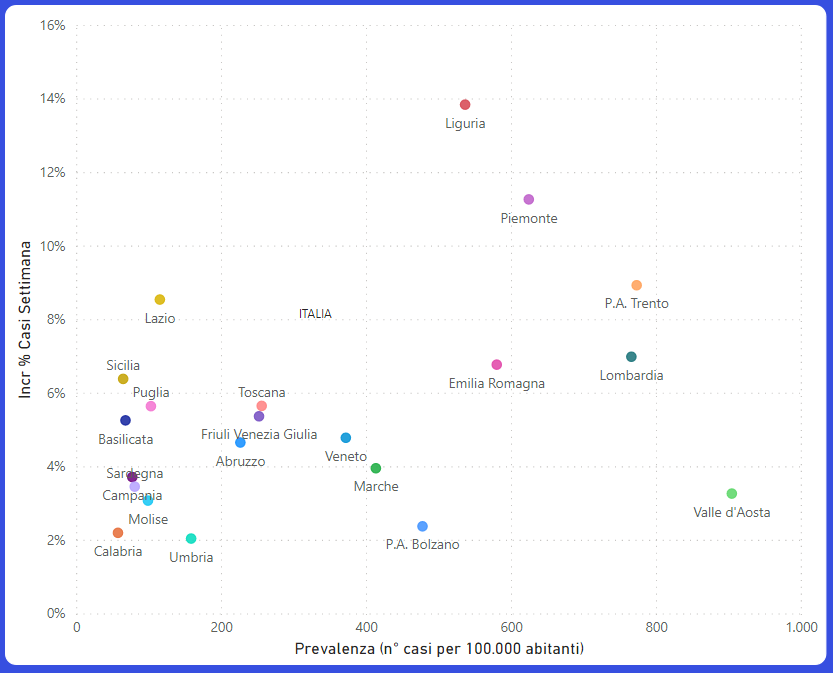 16%
14%
Liguria
12%
Piemonte
10%
P.A. Trento
Lazio
ITALIA
8%
Sicilia
Emilia Romagna
Lombardia
6%
Puglia
Toscana
Basilicata
Friuli Venezia Giulia
Abruzzo
Veneto
4%
Sardegna
Campania
Marche
Molise
Valle d'Aosta
2%
Calabria
Umbria
P.A. Bolzano
0%
0
200
400
600
800
1.000
Incr % Casi Settimana
Prevalenza (n° casi per 100.000 abitanti)